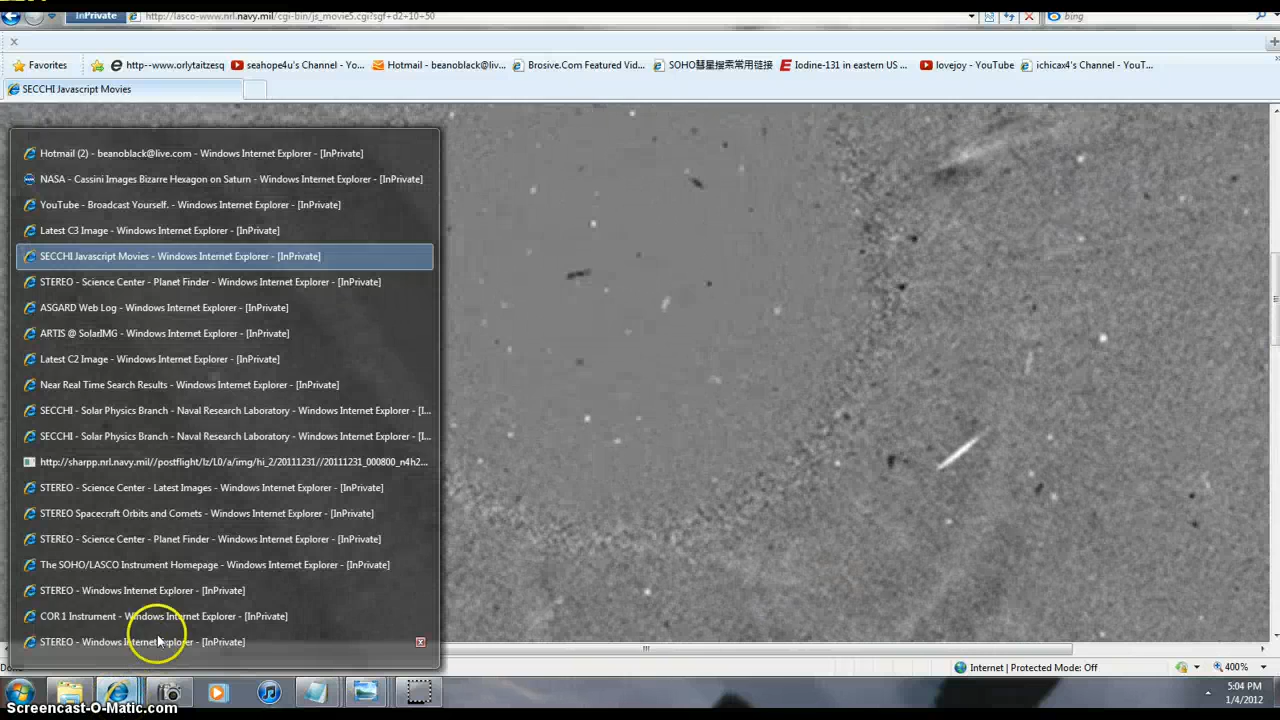 InPrivate http://lasco-www.nrl.navy.mil/cgi-bin/js_movie5.cgi?sgf+d2+10+50 bing
Favorites http--www.orlytaitzesq seahope4u's Channel - Yo... Hotmail - beanoblack@liv... Brosive.Com Featured Vid... SOHO彗星搜索常用链接 Iodine-131 in eastern US ... lovejoy - YouTube ichicax4's Channel - YouT...
SECCHI Javascript Movies
Hotmail (2) - beanoblack@live.com - Windows Internet Explorer - [InPrivate]
NASA - Cassini Images Bizarre Hexagon on Saturn - Windows Internet Explorer - [InPrivate]
YouTube - Broadcast Yourself. - Windows Internet Explorer - [InPrivate]
Latest C3 Image - Windows Internet Explorer - [InPrivate]
SECCHI Javascript Movies - Windows Internet Explorer - [InPrivate]
STEREO - Science Center - Planet Finder - Windows Internet Explorer - [InPrivate]
ASGARD Web Log - Windows Internet Explorer - [InPrivate]
ARTIS @ SolarIMG - Windows Internet Explorer - [InPrivate]
Latest C2 Image - Windows Internet Explorer - [InPrivate]
Near Real Time Search Results - Windows Internet Explorer - [InPrivate]
SECCHI - Solar Physics Branch - Naval Research Laboratory - Windows Internet Explorer - [I...
SECCHI - Solar Physics Branch - Naval Research Laboratory - Windows Internet Explorer - [I...
http://sharpp.nrl.navy.mil//postflight/lz/L0/a/img/hi_2/20111231//20111231_000800_n4h2...
STEREO - Science Center - Latest Images - Windows Internet Explorer - [InPrivate]
STEREO Spacecraft Orbits and Comets - Windows Internet Explorer - [InPrivate]
STEREO - Science Center - Planet Finder - Windows Internet Explorer - [InPrivate]
The SOHO/LASCO Instrument Homepage - Windows Internet Explorer - [InPrivate]
STEREO - Windows Internet Explorer - [InPrivate]
COR1 Instrument - Windows Internet Explorer - [InPrivate]
STEREO - Windows Internet Explorer - [InPrivate]
Internet | Protected Mode: Off 400%
5:04 PM
1/4/2012
Screencast-O-Matic.com